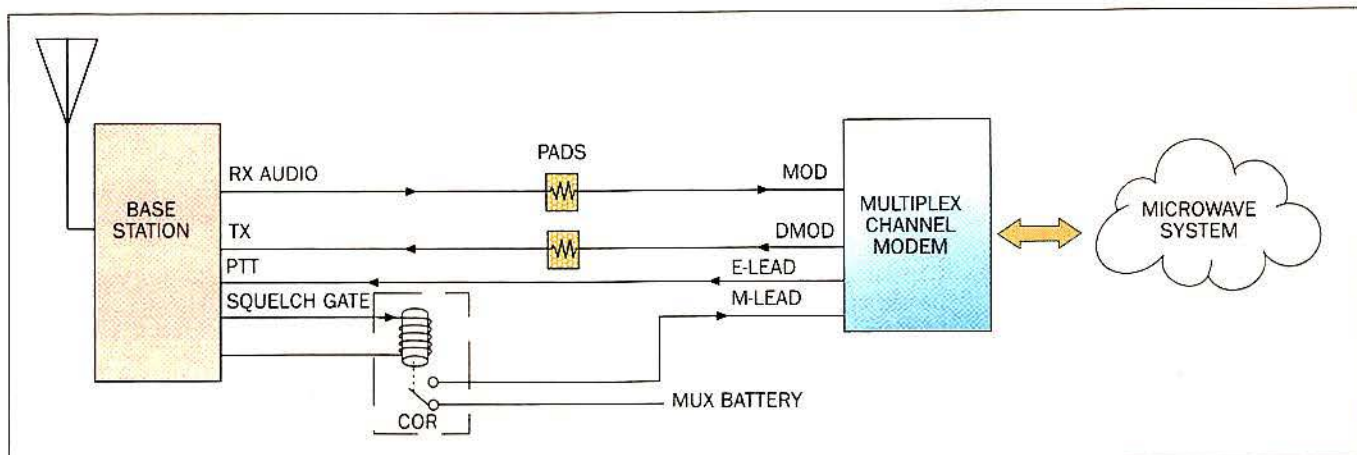 BASE
STATION
RX AUDIO
TX
PTT
SQUELCH GATE
PADS
COR
MOD
DMOD
E-LEAD
M-LEAD
MUX BATTERY
MULTIPLEX
CHANNEL
MODEM
MICROWAVE
SYSTEM